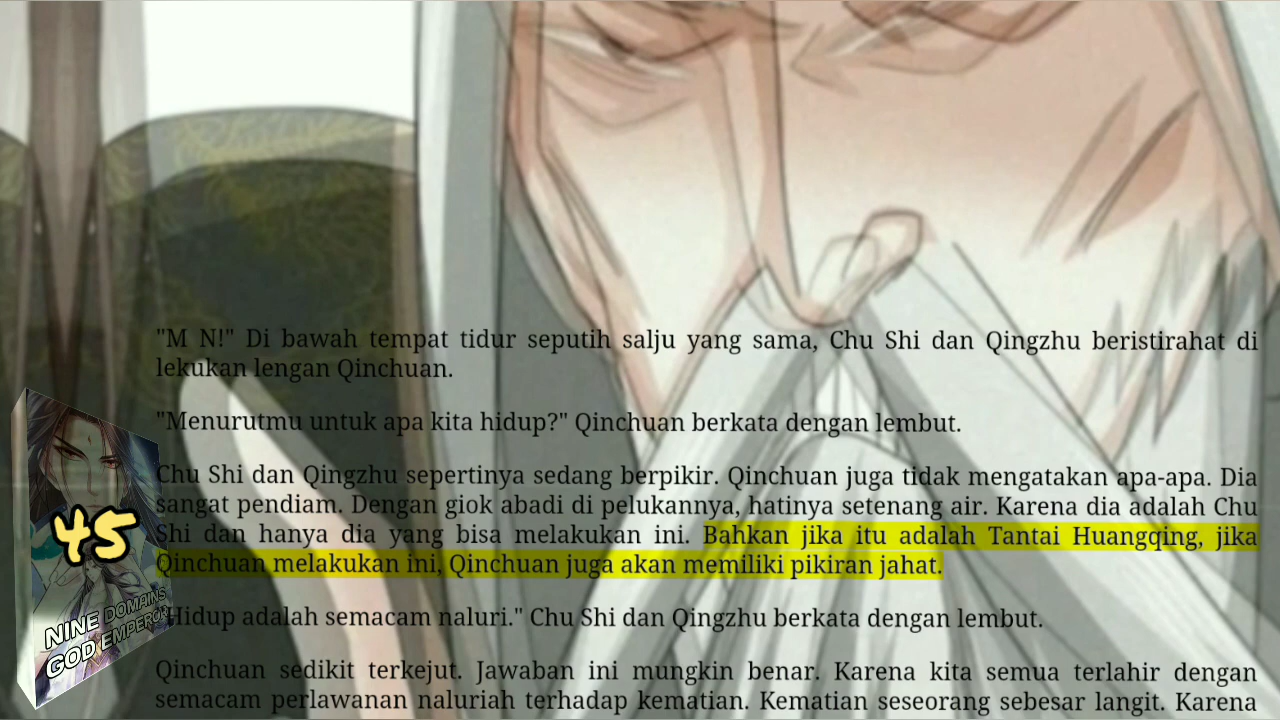 "M N!" Di bawah tempat tidur seputih salju yang sama, Chu Shi dan Qingzhu beristirahat di
lekukan lengan Qinchuan.
"Menurutmu untuk apa kita hidup?" Qinchuan berkata dengan lembut.
Chu Shi dan Qingzhu sepertinya sedang berpikir. Qinchuan juga tidak mengatakan apa-apa. Dia
sangat pendiam. Dengan giok abadi di pelukannya, hatinya setenang air. Karena dia adalah Chu
Shi dan hanya dia yang bisa melakukan ini. Bahkan jika itu adalah Tantai Huangqing, jika
Qinchuan melakukan ini, Qinchuan juga akan memiliki pikiran jahat.
"Hidup adalah semacam naluri." Chu Shi dan Qingzhu berkata dengan lembut.
Qinchuan sedikit terkejut. Jawaban ini mungkin benar. Karena kita semua terlahir dengan
semacam perlawanan naluriah terhadap kematian. Kematian seseorang sebesar langit. Karena
45
NINE DOMAINS
GOD EMPEROR